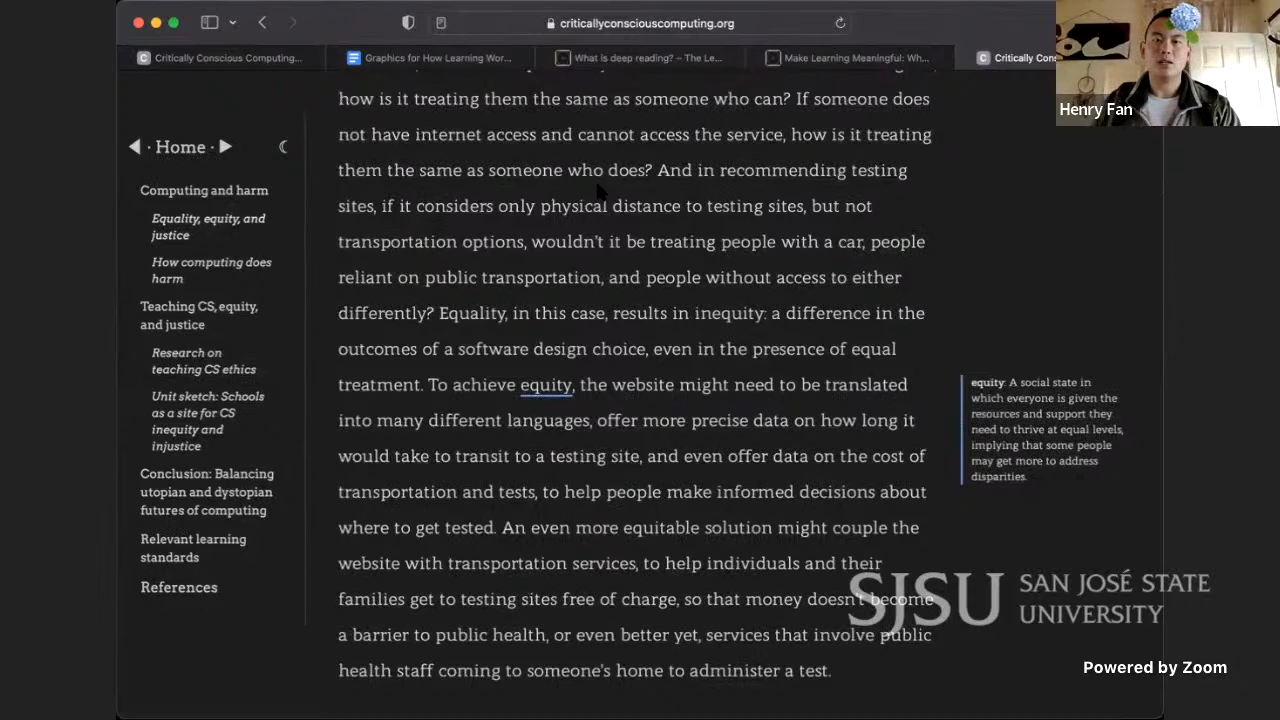 criticallyconsciouscomputing.org
Critically Conscious Computing...
Graphics for How Learning Wor...
What is deep reading? – The Le...
Make Learning Meaningful: Wh...
Critically Cons
Henry Fan
◀ · Home · ▶
Computing and harm
Equality, equity, and
justice
How computing does
harm
Teaching CS, equity,
and justice
Research on
teaching CS ethics
Unit sketch: Schools
as a site for CS
inequity and
injustice
Conclusion: Balancing
utopian and dystopian
futures of computing
Relevant learning
standards
References
how is it treating them the same as someone who can? If someone does
not have internet access and cannot access the service, how is it treating
them the same as someone who does? And in recommending testing
sites, if it considers only physical distance to testing sites, but not
transportation options, wouldn't it be treating people with a car, people
reliant on public transportation, and people without access to either
differently? Equality, in this case, results in inequity: a difference in the
outcomes of a software design choice, even in the presence of equal
treatment. To achieve equity, the website might need to be translated
into many different languages, offer more precise data on how long it
would take to transit to a testing site, and even offer data on the cost of
transportation and tests, to help people make informed decisions about
where to get tested. An even more equitable solution might couple the
website with transportation services, to help individuals and their
families get to testing sites free of charge, so that money doesn't become
a barrier to public health, or even better yet, services that involve public
health staff coming to someone's home to administer a test.
equity: A social state in
which everyone is given the
resources and support they
need to thrive at equal levels,
implying that some people
may get more to address
disparities.
SJSU SAN JOSÉ STATE
UNIVERSITY
Powered by Zoom